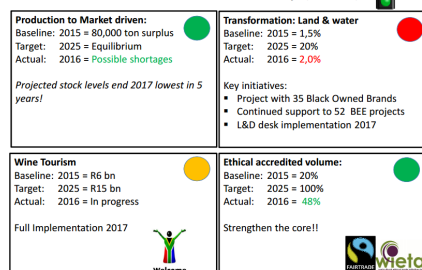 Production to Market driven:
Baseline: 2015 = 80,000 ton surplus
Target: 2025 = Equilibrium
Actual: 2016 = Possible shortages
Projected stock levels end 2017 lowest in 5
years!
Transformation: Land & water
Baseline: 2015 = 1,5%
Target: 2025 = 20%
Actual: 2016 = 2,0%
Key initiatives:
▪ Project with 35 Black Owned Brands
▪ Continued support to 52 BEE projects
▪ L&D desk implementation 2017
Wine Tourism
Baseline: 2015 = R6 bn
Target: 2025 = R15 bn
Actual: 2016 = In progress
Full Implementation 2017
Welcome
Ethical accredited volume:
Baseline: 2015 = 20%
Target: 2025 = 100%
Actual: 2016 = 48%
Strengthen the core!!
FAIRTRADE
wieta